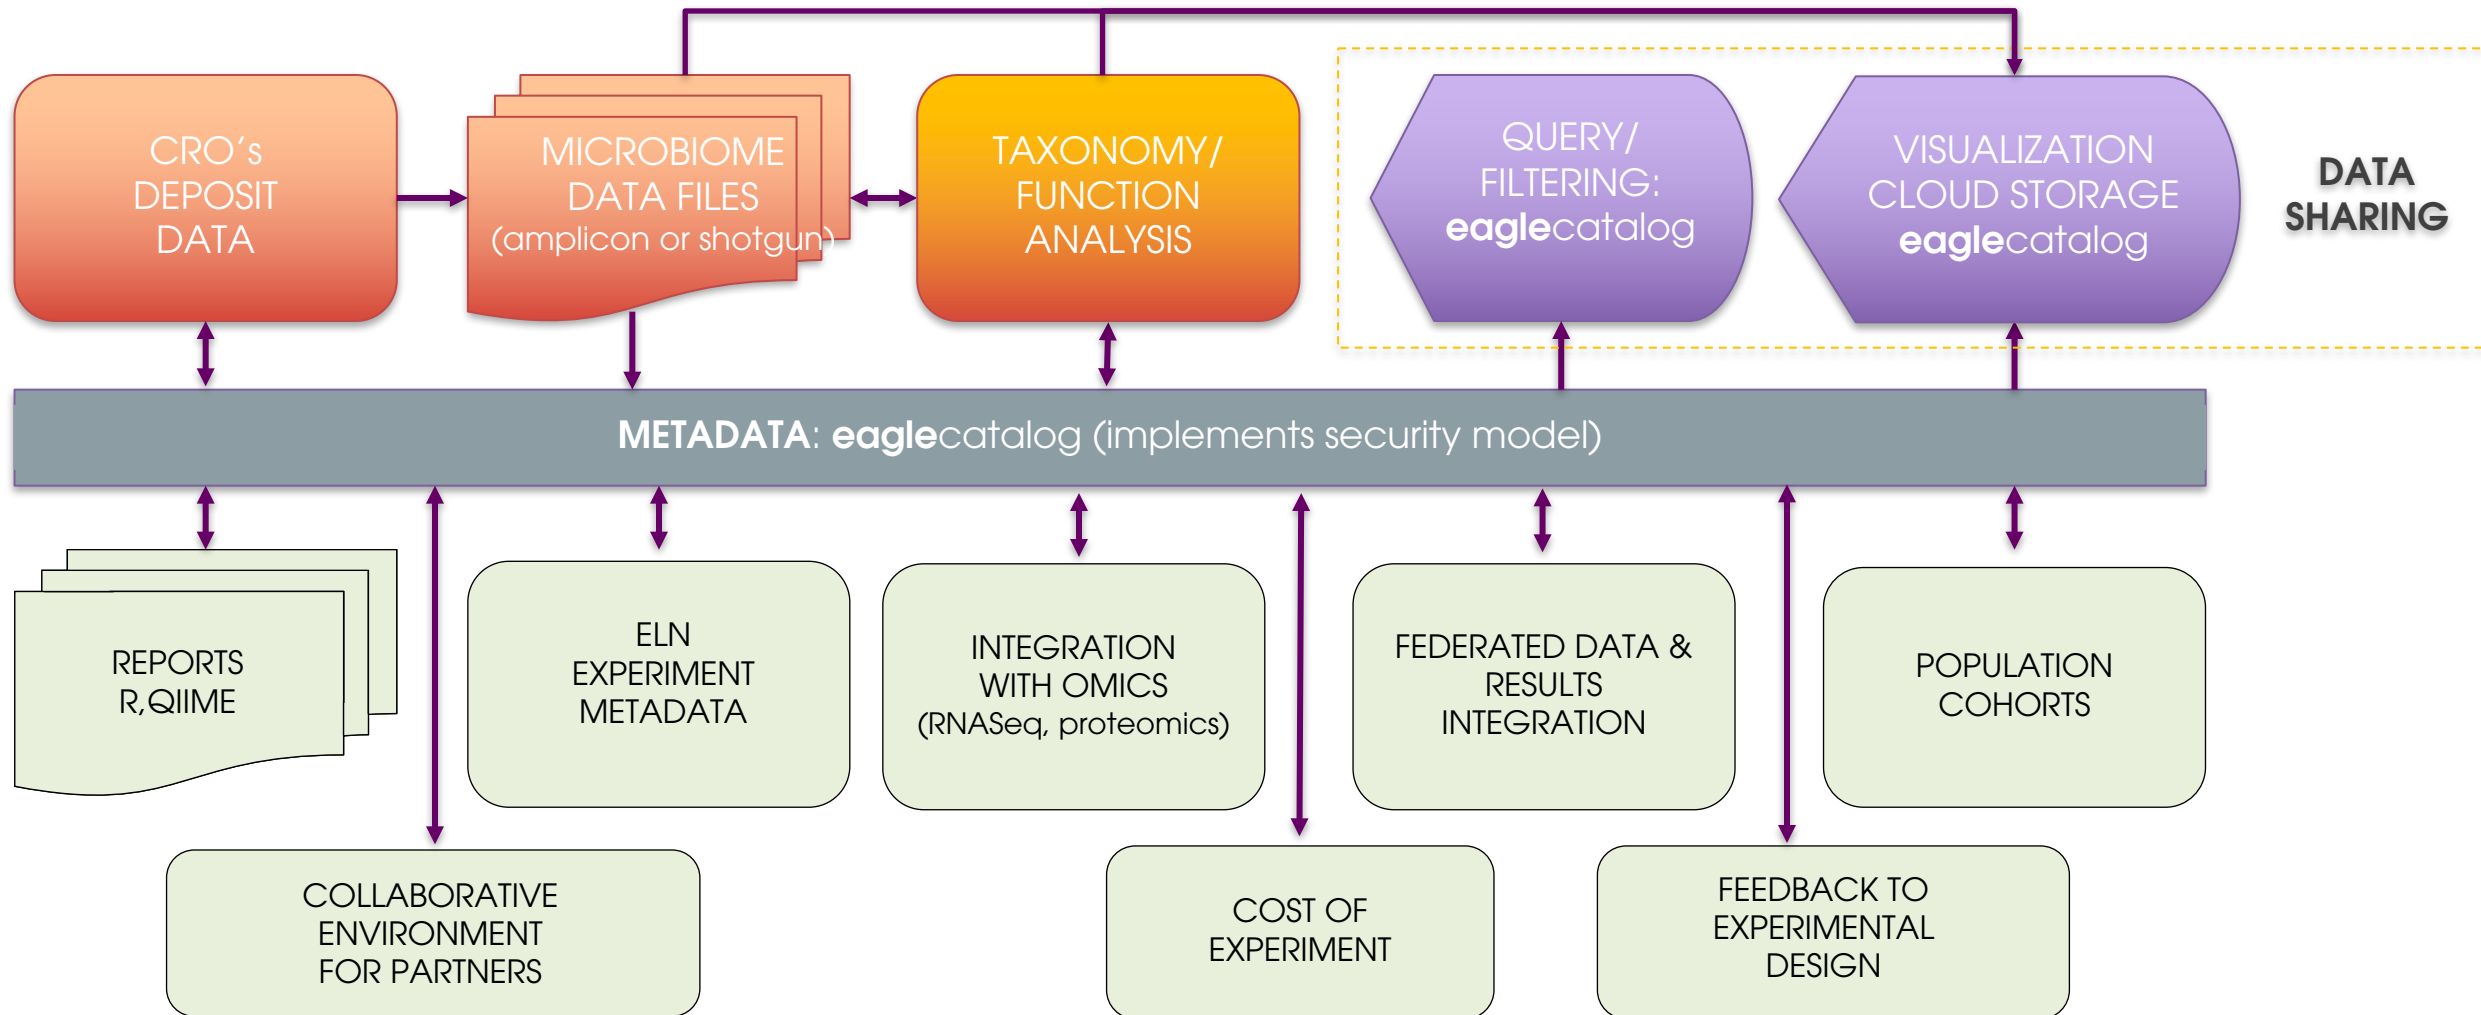 CRO´s
DEPOSIT
DATA
MICROBIOME
DATA FILES
(amplicon or shotgun)
TAXONOMY/
FUNCTION
ANALYSIS
QUERY/
FILTERING:
eaglecatalog
VISUALIZATION
CLOUD STORAGE
eaglecatalog
DATA
SHARING
METADATA: eaglecatalog (implements security model)
REPORTS
R,QIIME
ELN
EXPERIMENT
METADATA
INTEGRATION
WITH OMICS
(RNASeq, proteomics)
FEDERATED DATA &
RESULTS
INTEGRATION
POPULATION
COHORTS
COLLABORATIVE
ENVIRONMENT
FOR PARTNERS
COST OF
EXPERIMENT
FEEDBACK TO
EXPERIMENTAL
DESIGN